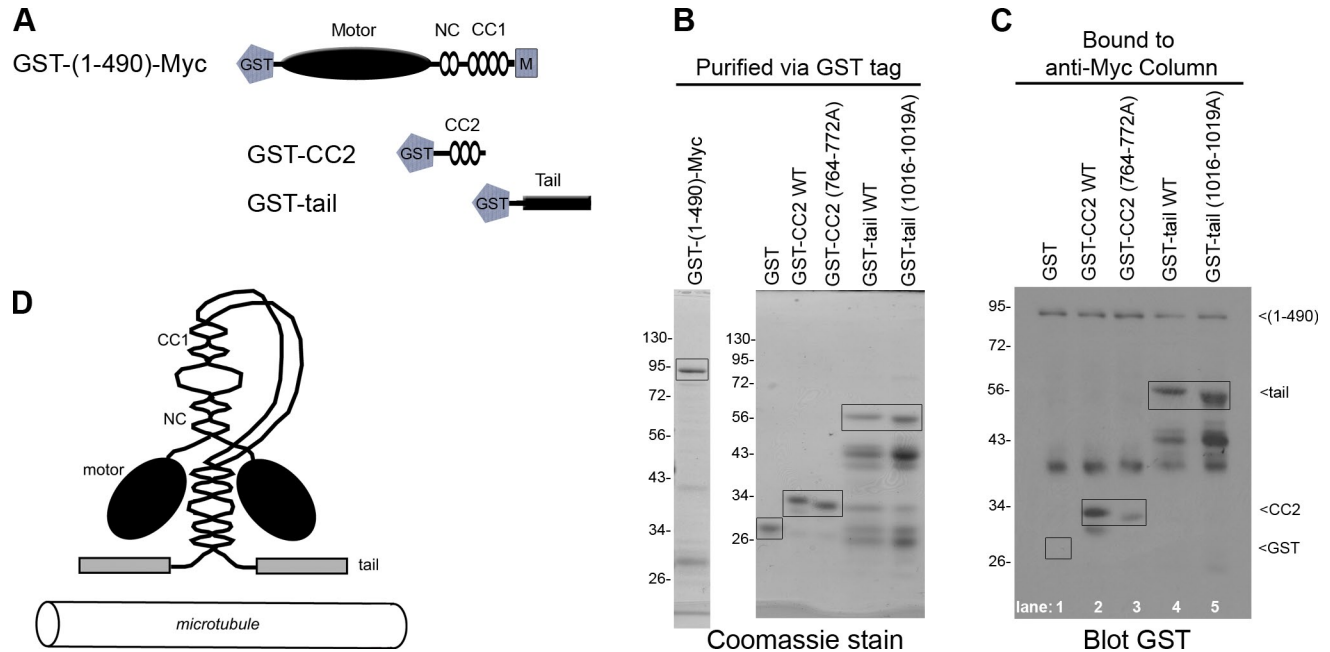 A
GST-(1-490)-Myc
GST
Motor
NC
CC1
M
GST-CC2
GST
CC2
GST-tail
GST
Tail
B
Purified via GST tag
GST-(1-490)-Myc
GST
GST-CC2 WT
GST-CC2 (764-772A)
GST-tail WT
GST-tail (1016-1019A)
130-
95-
72-
56-
43-
34-
26-
130-
95-
72-
56-
43-
34-
26-
Coomassie stain
C
Bound to
anti-Myc Column
GST
GST-CC2 WT
GST-CC2 (764-772A)
GST-tail WT
GST-tail (1016-1019A)
95-
72-
56-
43-
34-
26-
<(1-490)
<tail
<CC2
<GST
lane: 1 2 3 4 5
Blot GST
D
CC1
NC
motor
tail
microtubule